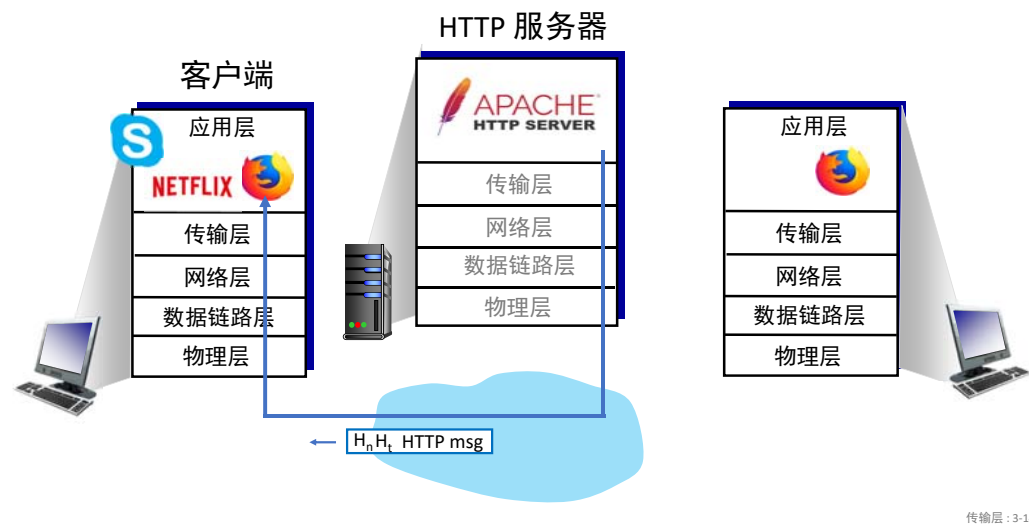 HTTP 服务器
客户端
应用层
S
NETFLIX
传输层
网络层
数据链路层
物理层
APACHE
HTTP SERVER
传输层
网络层
数据链路层
物理层
应用层
传输层
网络层
数据链路层
物理层
Hn Ht HTTP msg
传输层 : 3-1